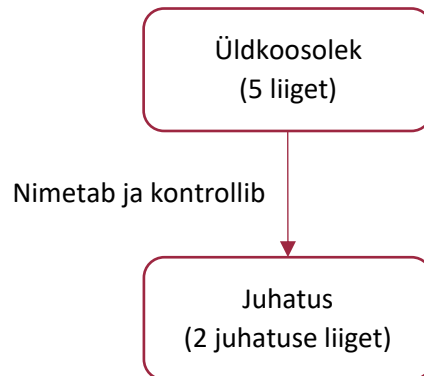 Üldkoosolek
(5 liiget)
Nimetab ja kontrollib
Juhatus
(2 juhatuse liiget)